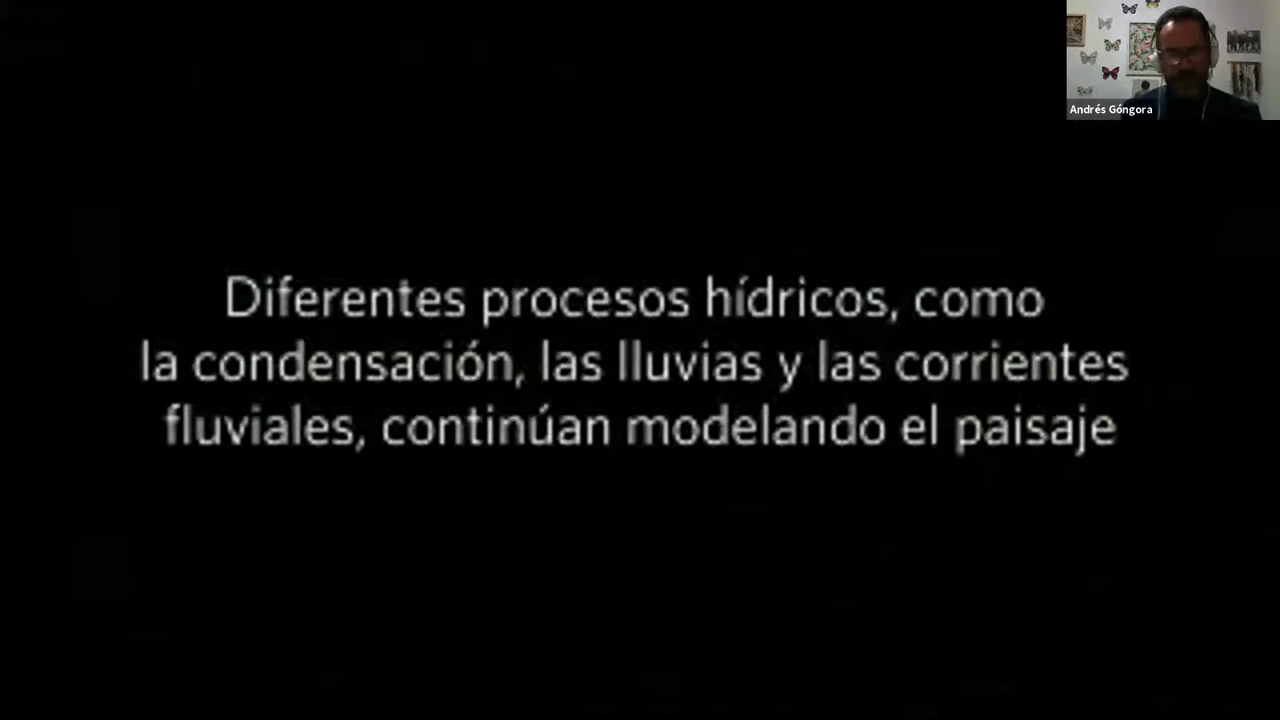 Andrés Góngora
Diferentes procesos hídricos, como
la condensación, las lluvias y las corrientes
fluviales, continúan modelando el paisaje